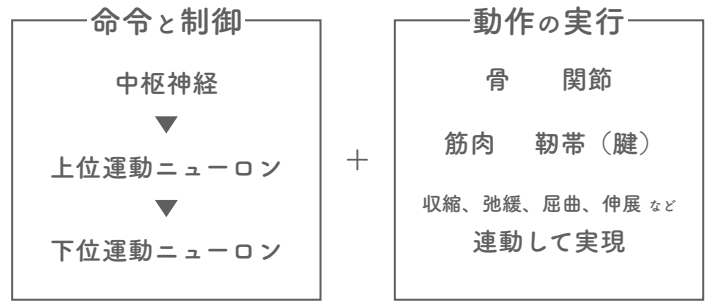 命令と制御
中枢神経
▼
上位運動ニューロン
▼
下位運動ニューロン
+
動作の実行
骨 関節
筋肉 靭帯（腱）
収縮、弛緩、屈曲、伸展 など
連動して実現